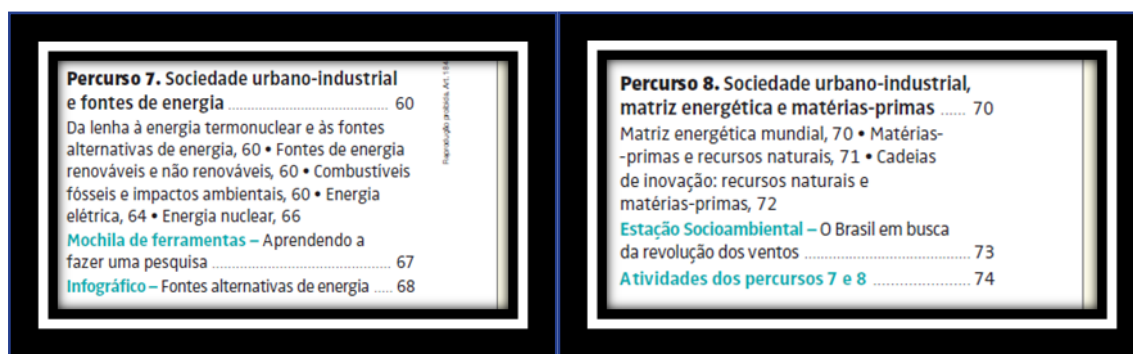 Percurso 7. Sociedade urbano-industrial
e fontes de energia ........................................ 60
Da lenha à energia termonuclear e às fontes
alternativas de energia, 60 • Fontes de energia
renováveis e não renováveis, 60 • Combustíveis
fósseis e impactos ambientais, 60 • Energia
elétrica, 64 • Energia nuclear, 66
Mochila de ferramentas – Aprendendo a
fazer uma pesquisa ............................................. 67
Infográfico – Fontes alternativas de energia ..... 68
Reprodução proibida. Art. 184
Percurso 8. Sociedade urbano-industrial,
matriz energética e matérias-primas ...... 70
Matriz energética mundial, 70 • Matérias-
-primas e recursos naturais, 71 • Cadeias
de inovação: recursos naturais e
matérias-primas, 72
Estação Socioambiental – O Brasil em busca
da revolução dos ventos .......................................... 73
Atividades dos percursos 7 e 8 ........................ 74